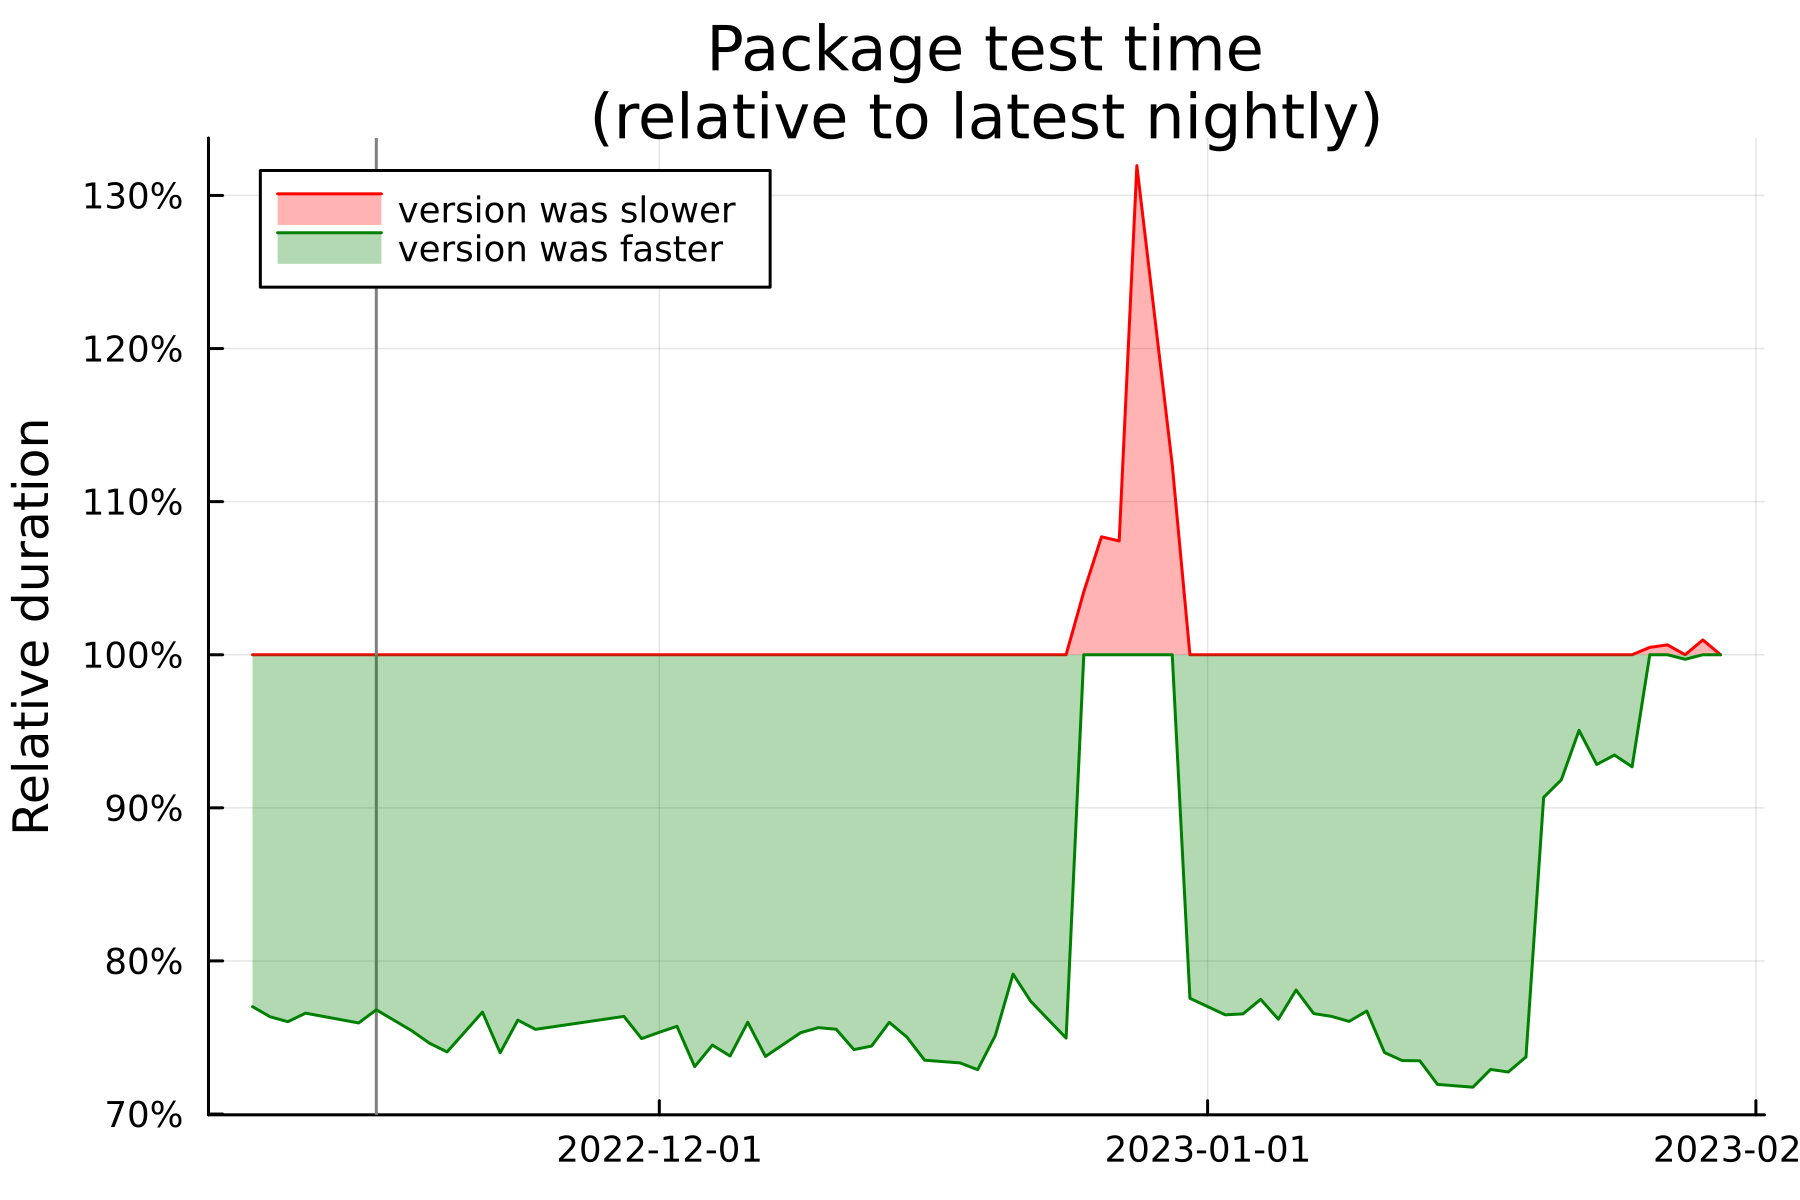 Package test time
(relative to latest nightly)
version was slower
version was faster
130%
120%
110%
100%
90%
80%
70%
Relative duration
2022-12-01
2023-01-01
2023-02